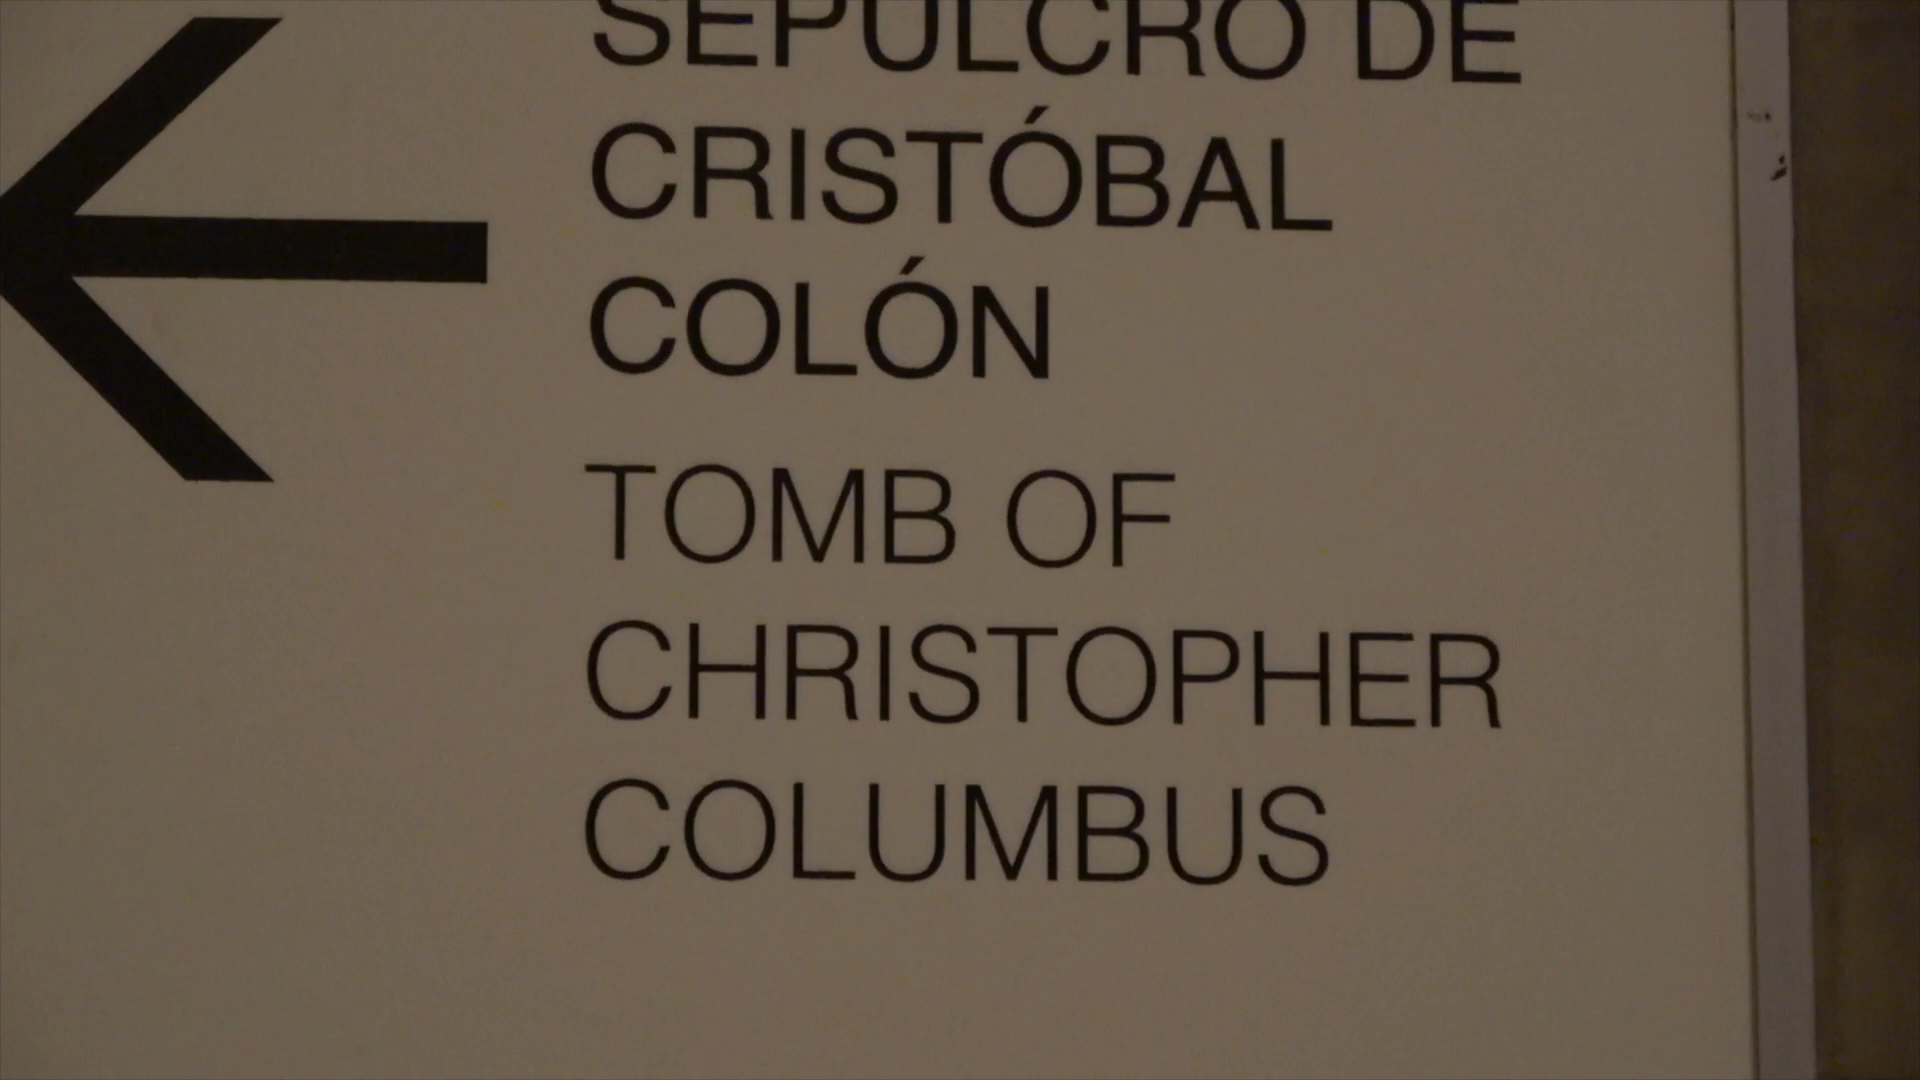 SEPULCRO DE
CRISTÓBAL
COLÓN
TOMB OF
CHRISTOPHER
COLUMBUS